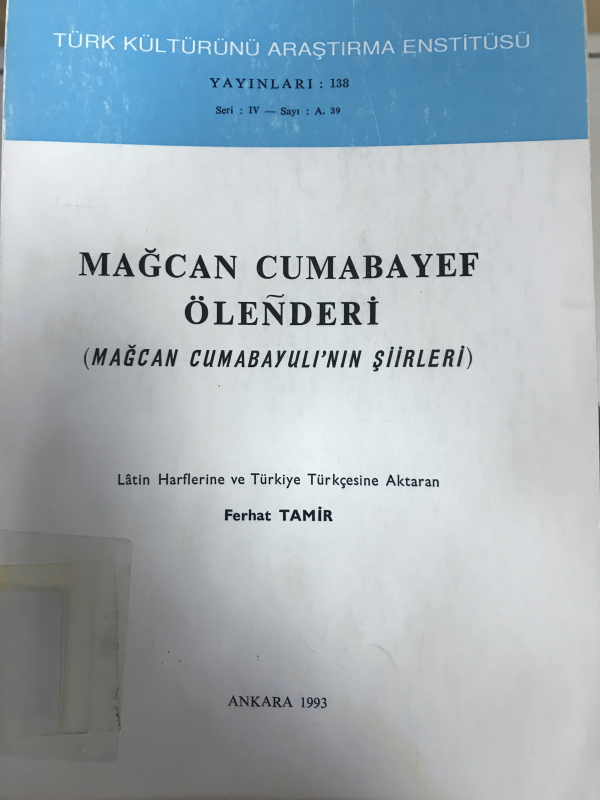 TÜRK KÜLTÜRÜNÜ ARAŞTIRMA ENSTİTÜSÜ
YAYINLARI : 138
Seri : IV — Sayı : A. 39
MAĞCAN CUMABAYEF
ÖLEÑDERİ
(MAĞCAN CUMABAYULI'NIN ŞİİRLERİ)
Lâtin Harflerine ve Türkiye Türkçesine Aktaran
Ferhat TAMİR
ANKARA 1993